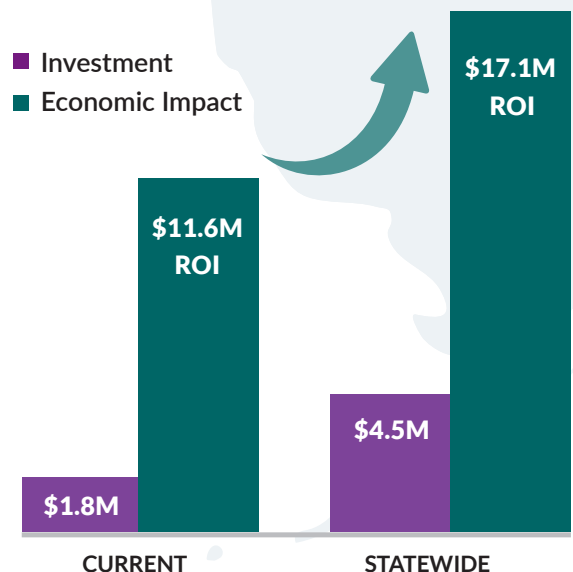 Investment
Economic Impact
$11.6M
ROI
$17.1M
ROI
$1.8M
$4.5M
CURRENT
STATEWIDE